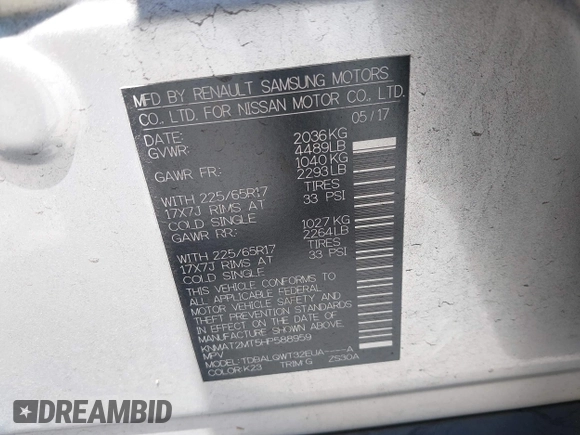 MFD BY RENAULT SAMSUNG MOTORS
CO., LTD. FOR NISSAN MOTOR CO., LTD.
DATE: 05/17
GVWR: 2036KG
4489LB
GAWR FR: 1040KG
2293LB
WITH 225/65R17 TIRES
17X7J RIMS AT 33 PSI
COLD SINGLE
GAWR RR: 1027 KG
2264LB
WITH 225/65R17 TIRES
17X7J RIMS AT 33 PSI
COLD SINGLE
THIS VEHICLE CONFORMS TO
ALL APPLICABLE FEDERAL
MOTOR VEHICLE SAFETY AND
THEFT PREVENTION STANDARDS
IN EFFECT ON THE DATE OF
MANUFACTURE SHOWN ABOVE.
KNMAT2MT5HP588959
MPV
TDBALQWT32EUA----A
COLOR:K23 TRIM:G ZS30A
DREAMBID